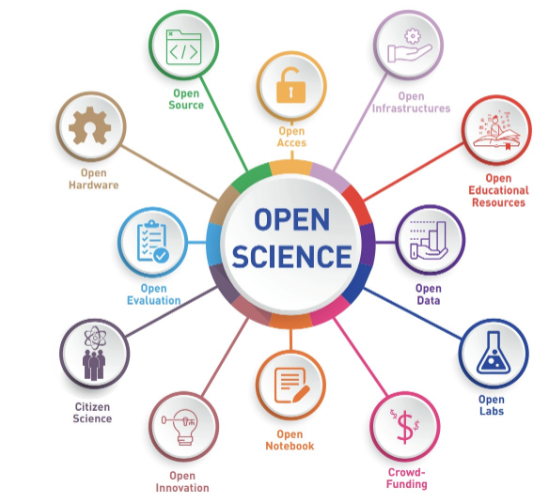 Open
Source
Open
Acces
Open
Infrastructures
Open
Hardware
Open
Educational
Resources
OPEN
SCIENCE
Open
Evaluation
Open
Data
Citizen
Science
Open
Labs
Open
Notebook
Open
Innovation
Crowd-
Funding